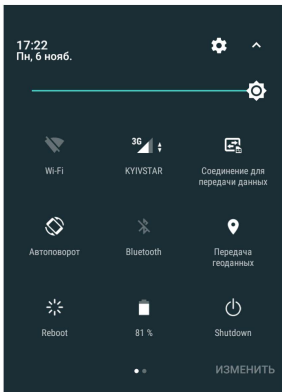 17:22
Пн, 6 нояб.
3G
Wi-Fi
KYIVSTAR
Соединение для
передачи данных
Автоповорот
Bluetooth
Передача
геоданных
Reboot
81 %
Shutdown
ИЗМЕНИТЬ